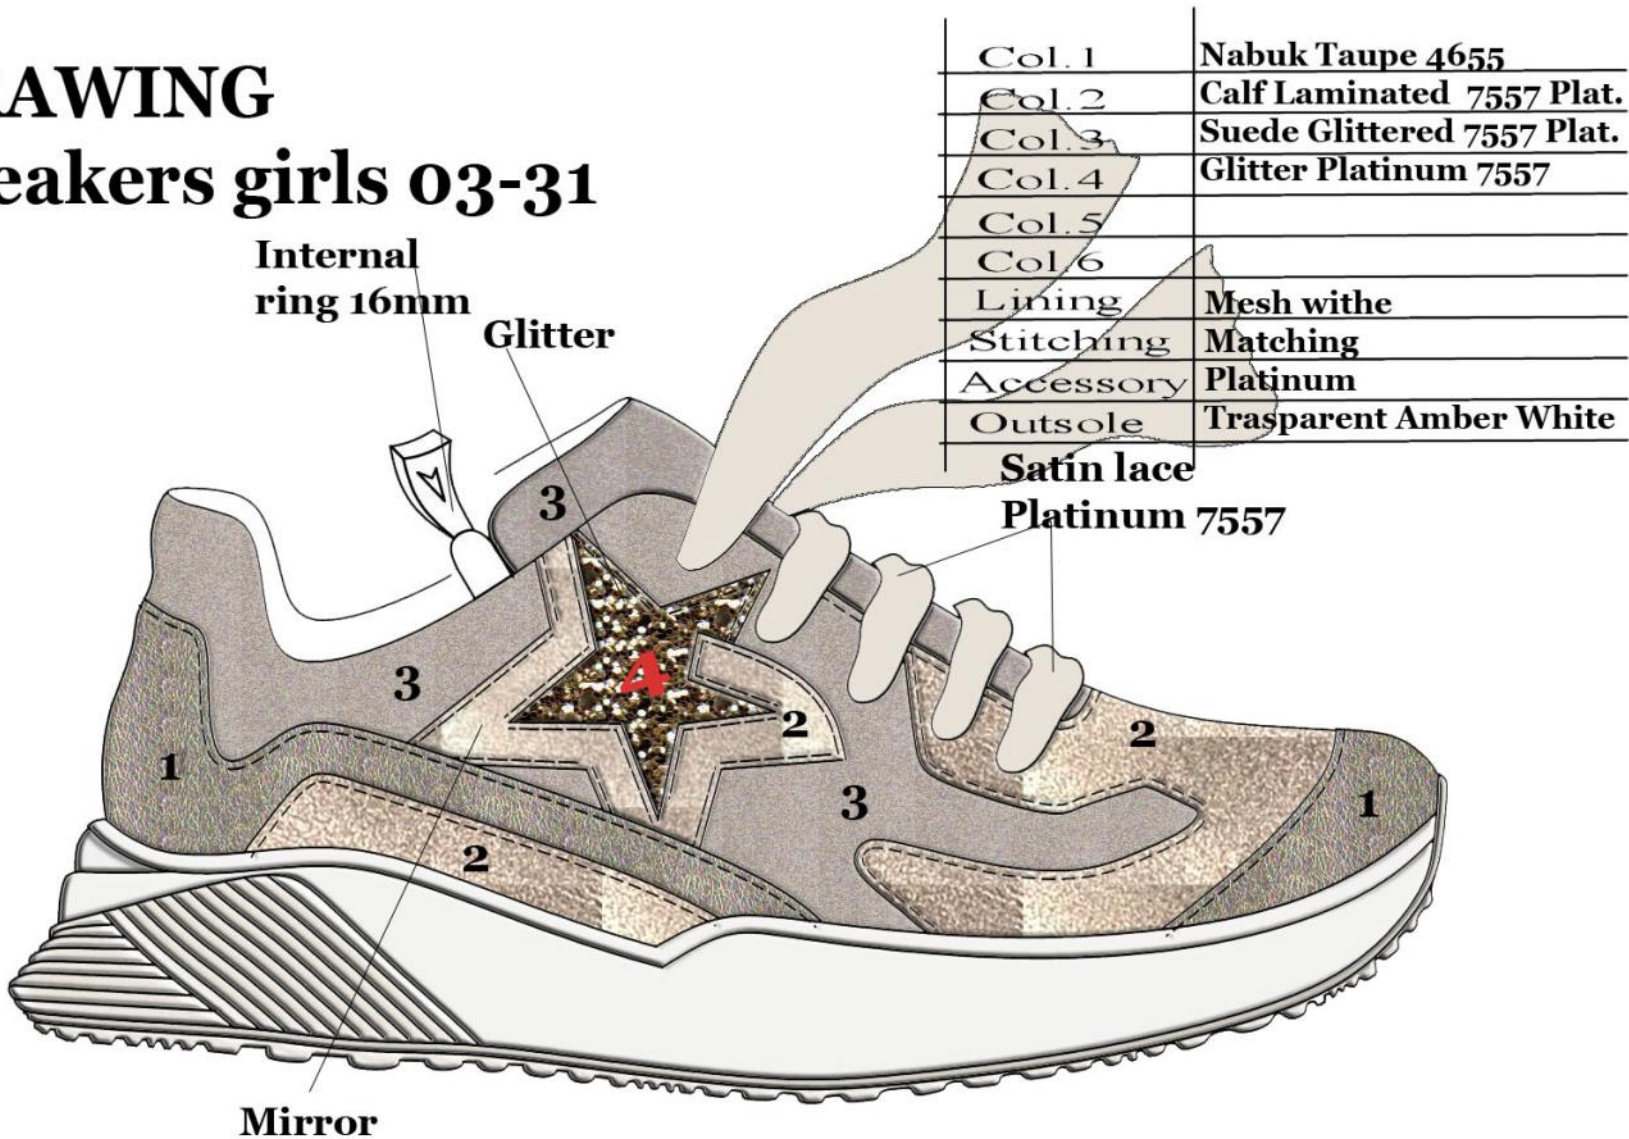 RAWING
eakers girls 03-31
Col.1 Nabuk Taupe 4655
Col.2 Calf Laminated 7557 Plat.
Col.3 Suede Glittered 7557 Plat.
Col.4 Glitter Platinum 7557
Col.5
Col.6
Lining Mesh withe
Stitching Matching
Accessory Platinum
Outsole Trasparent Amber White
Internal
ring 16mm
Glitter
Satin lace
Platinum 7557
3
3
4
2
2
1
3
1
2
Mirror